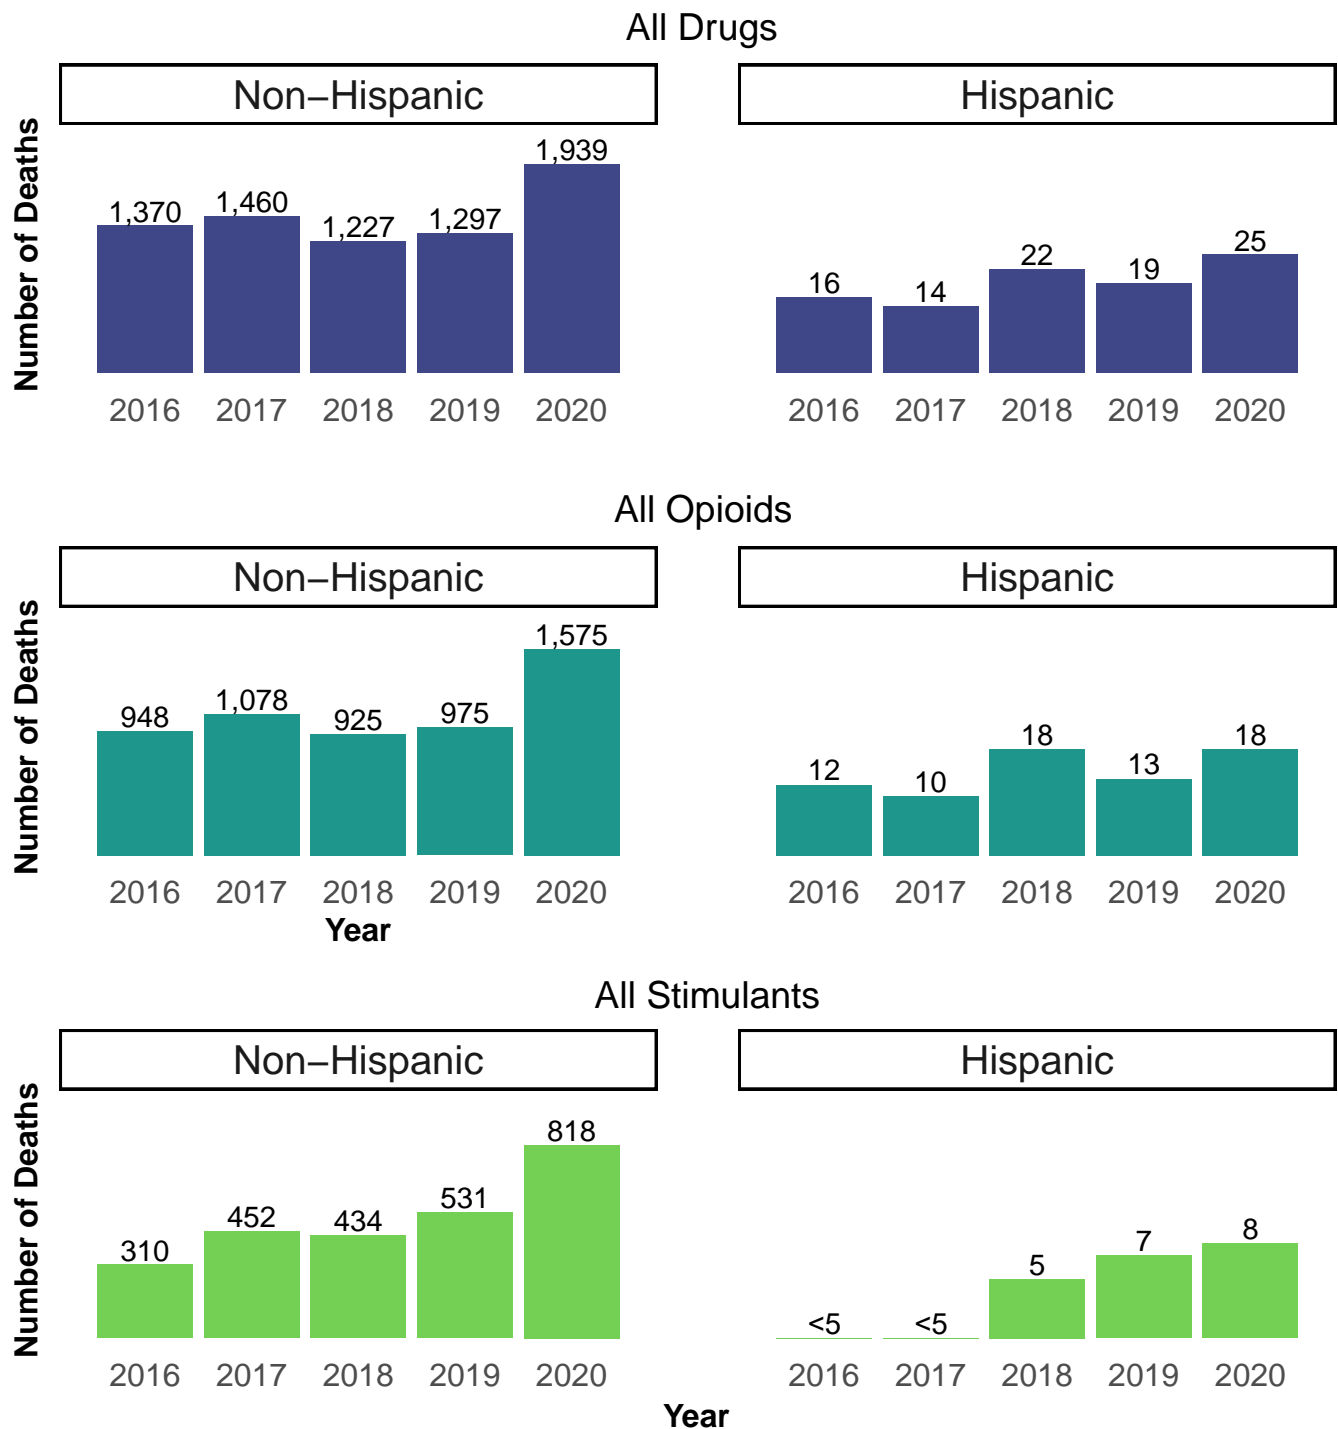 All Drugs
Non−Hispanic
Hispanic
Number of Deaths
1,370 1,460 1,227 1,297 1,939
16 14 22 19 25
2016 2017 2018 2019 2020
2016 2017 2018 2019 2020
All Opioids
Non−Hispanic
Hispanic
Number of Deaths
948 1,078 925 975 1,575
12 10 18 13 18
2016 2017 2018 2019 2020
2016 2017 2018 2019 2020
Year
All Stimulants
Non−Hispanic
Hispanic
Number of Deaths
310 452 434 531 818
<5 <5 5 7 8
2016 2017 2018 2019 2020
2016 2017 2018 2019 2020
Year